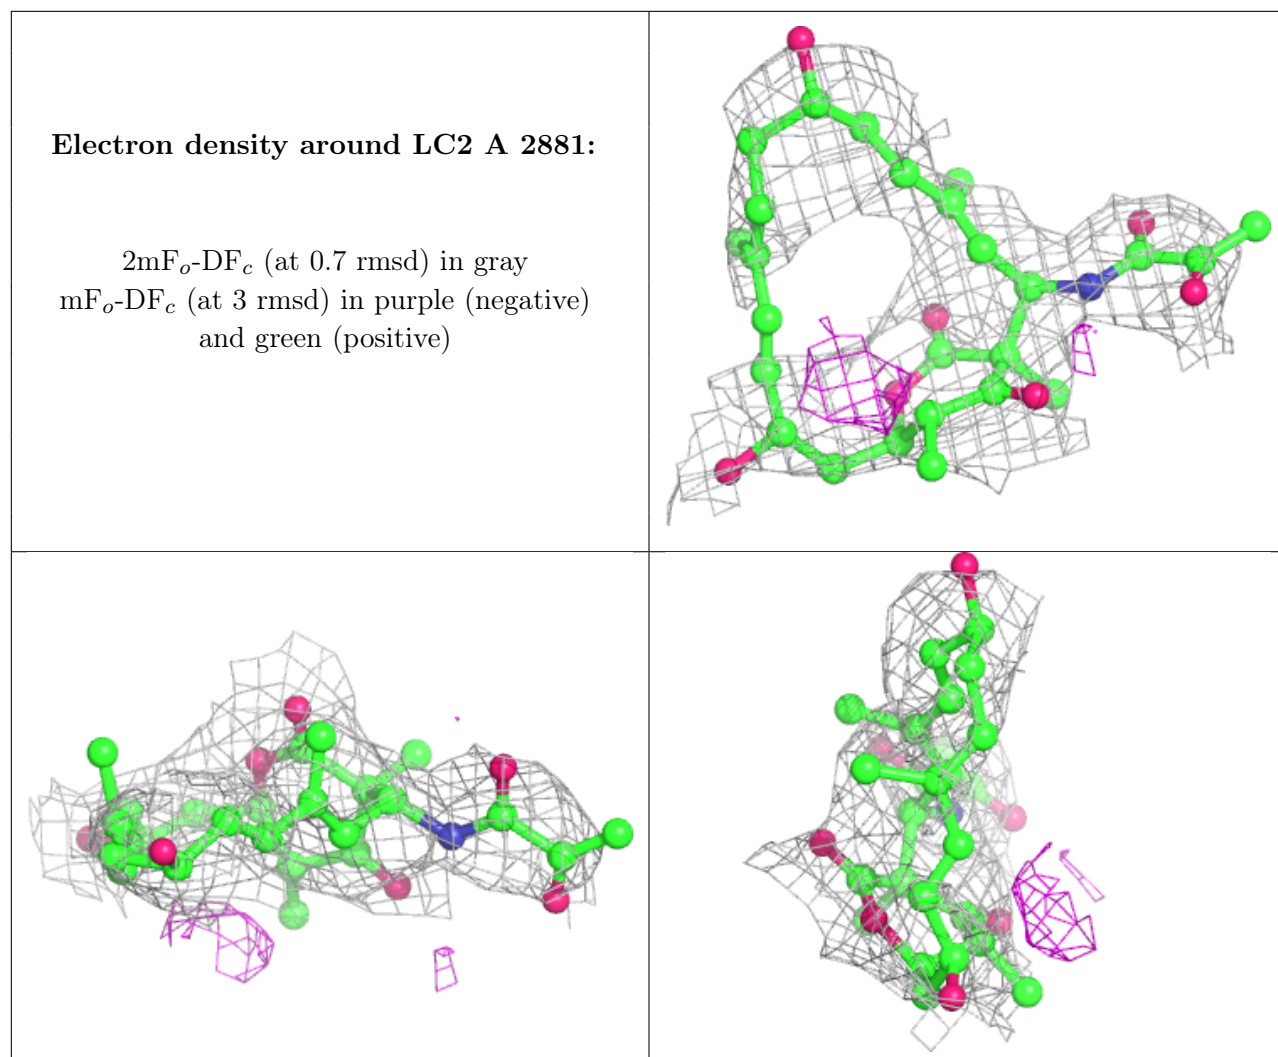 Electron density around LC2 A 2881:
2mFo-DFc (at 0.7 rmsd) in gray
mFo-DFc (at 3 rmsd) in purple (negative)
and green (positive)